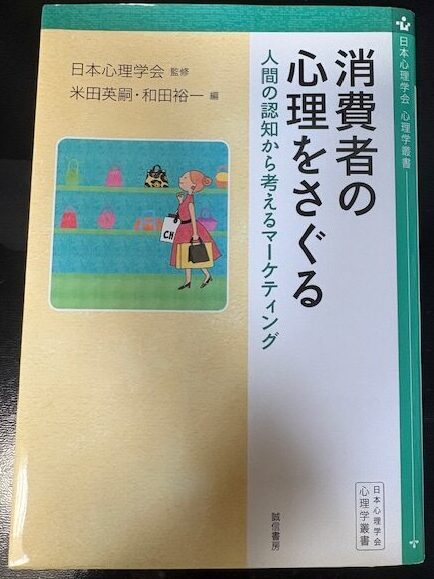 消費者の
心理をさぐる
人間の認知から考えるマーケティング
日本心理学会 監修
米田英嗣・和田裕一 編
CH
誠信書房
日本心理学会
心理学叢書
日本心理学会 心理学叢書